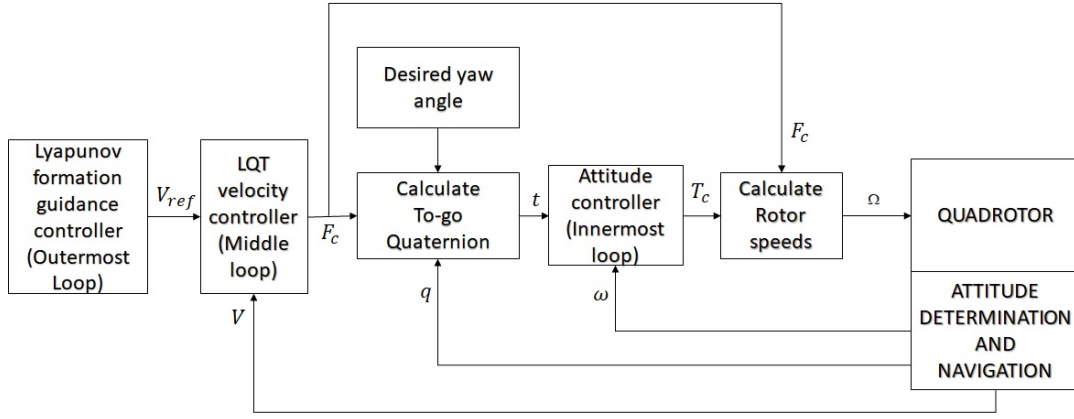 Desired yaw
angle
Lyapunov
formation
guidance
controller
(Outermost
Loop)
V_ref
LQT
velocity
controller
(Middle
loop)
F_c
Calculate
To-go
Quaternion
t
Attitude
controller
(Innermost
loop)
T_c
F_c
Calculate
Rotor
speeds
Ω
QUADROTOR
ATTITUDE
DETERMINATION
AND
NAVIGATION
V
q
ω